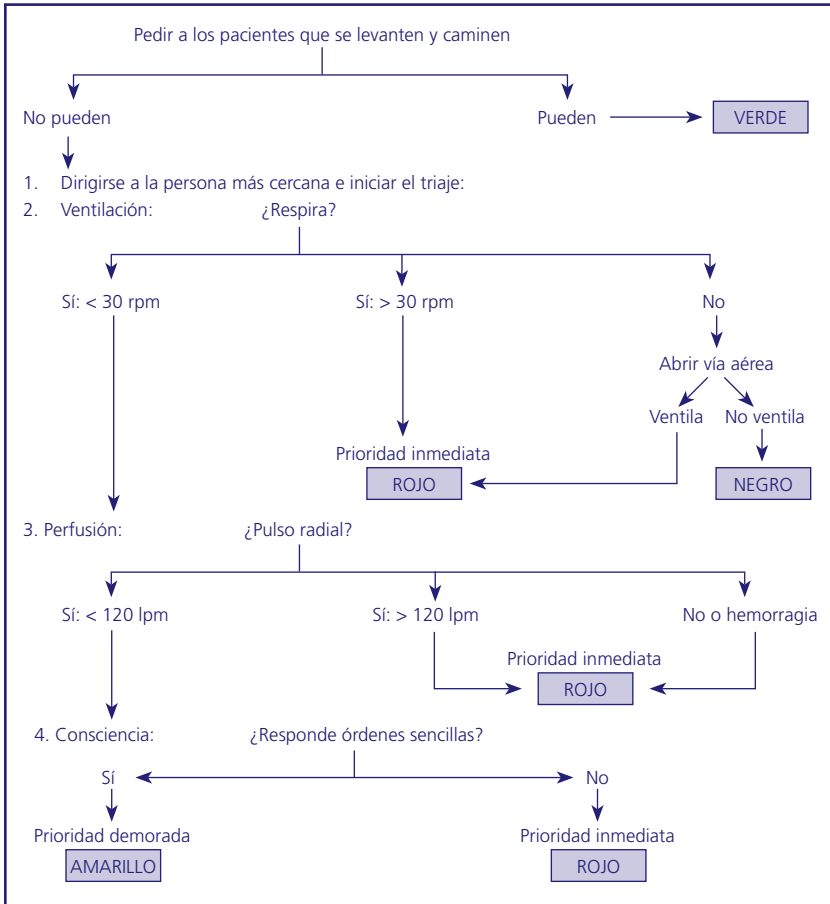 Pedir a los pacientes que se levanten y caminen
No pueden
Pueden
VERDE
1. Dirigirse a la persona más cercana e iniciar el triaje:
2. Ventilación: ¿Respira?
Sí: < 30 rpm
Sí: > 30 rpm
No
Abrir vía aérea
Ventila
No ventila
Prioridad inmediata
ROJO
NEGRO
3. Perfusión: ¿Pulso radial?
Sí: < 120 lpm
Sí: > 120 lpm
No o hemorragia
Prioridad inmediata
ROJO
4. Consciencia: ¿Responde órdenes sencillas?
Sí
No
Prioridad demorada
AMARILLO
Prioridad inmediata
ROJO